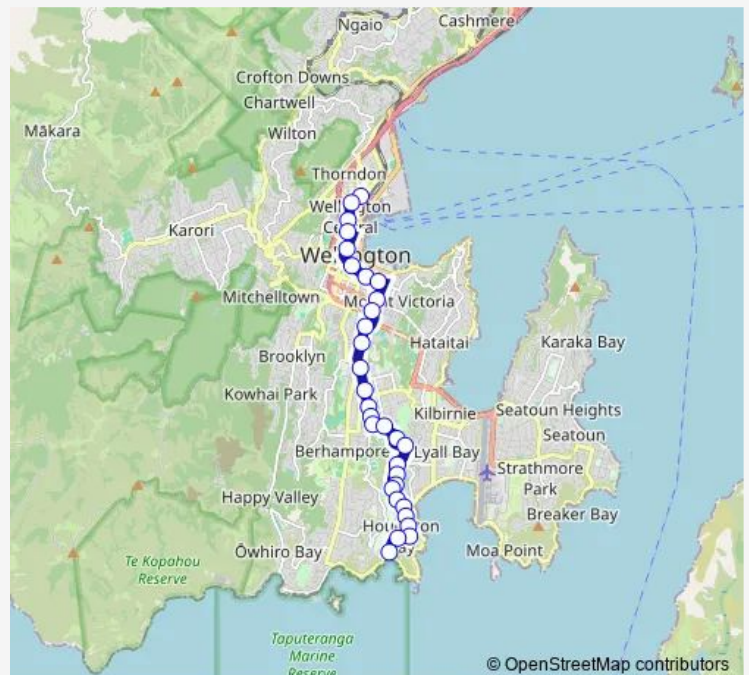 Ngaio
Cashmere
Crofton Downs
Chartwell
Mākara
Wilton
Thorndon
Wellington
Central
Karori
Wellington
Mitchelltown
Mount Victoria
Hataitai
Karaka Bay
Brooklyn
Kowhai Park
Kilbirnie
Seatoun Heights
Seatoun
Berhampore
Lyall Bay
Strathmore
Park
Happy Valley
Breaker Bay
Houghton
Bay
Ōwhiro Bay
Moa Point
Te Kopahou
Reserve
Taputeranga
Marine
Reserve
© OpenStreetMap contributors